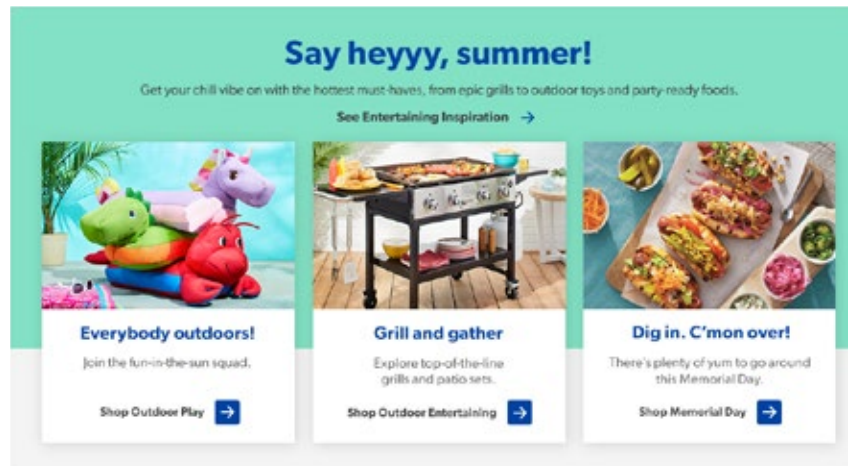 Say heyyy, summer!
Get your chill vibe on with the hottest must-haves, from epic grills to outdoor toys and party-ready foods.
See Entertaining Inspiration →
Everybody outdoors!
Join the fun-in-the-sun squad.
Shop Outdoor Play →
Grill and gather
Explore top-of-the-line
grills and patio sets.
Shop Outdoor Entertaining →
Dig in. C'mon over!
There's plenty of yum to go around
this Memorial Day.
Shop Memorial Day →